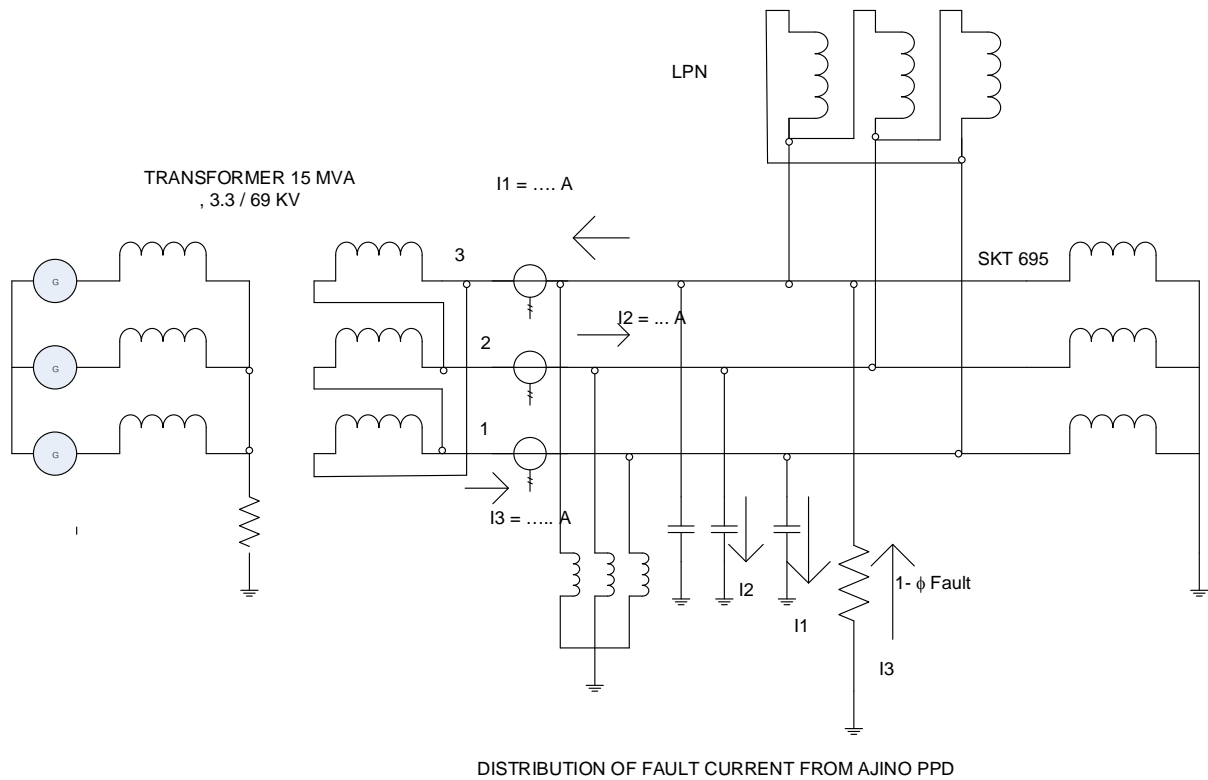 LPN
TRANSFORMER 15 MVA
, 3.3 / 69 KV
I1 = .... A
3
SKT 695
G
I2 = ... A
2
G
1
G
I3 = ..... A
I
I2
1- ϕ Fault
I1
I3
DISTRIBUTION OF FAULT CURRENT FROM AJINO PPD